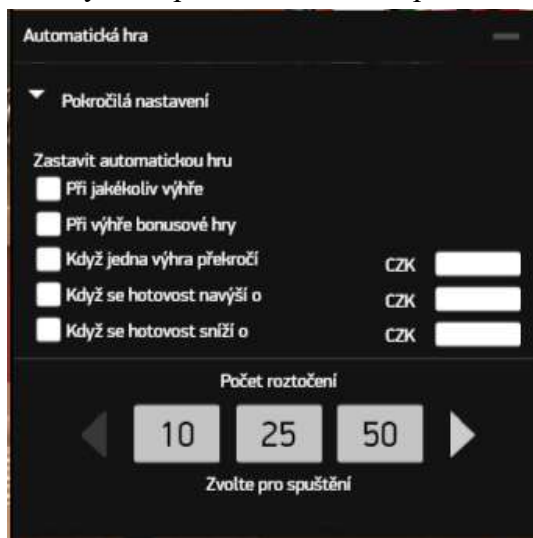 Automatická hra
Pokročilá nastavení
Zastavit automatickou hru
Při jakékoliv výhře
Při výhře bonusové hry
Když jedna výhra překročí CZK
Když se hotovost navýší o CZK
Když se hotovost sníží o CZK
Počet roztočení
10 25 50
Zvolte pro spuštění